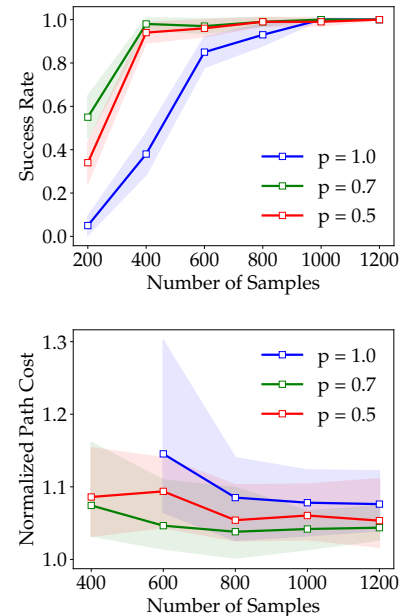 1.0
0.8
0.6
0.4
0.2
0.0
Success Rate
p = 1.0
p = 0.7
p = 0.5
200 400 600 800 1000 1200
Number of Samples
1.3
1.2
1.1
1.0
Normalized Path Cost
p = 1.0
p = 0.7
p = 0.5
400 600 800 1000 1200
Number of Samples